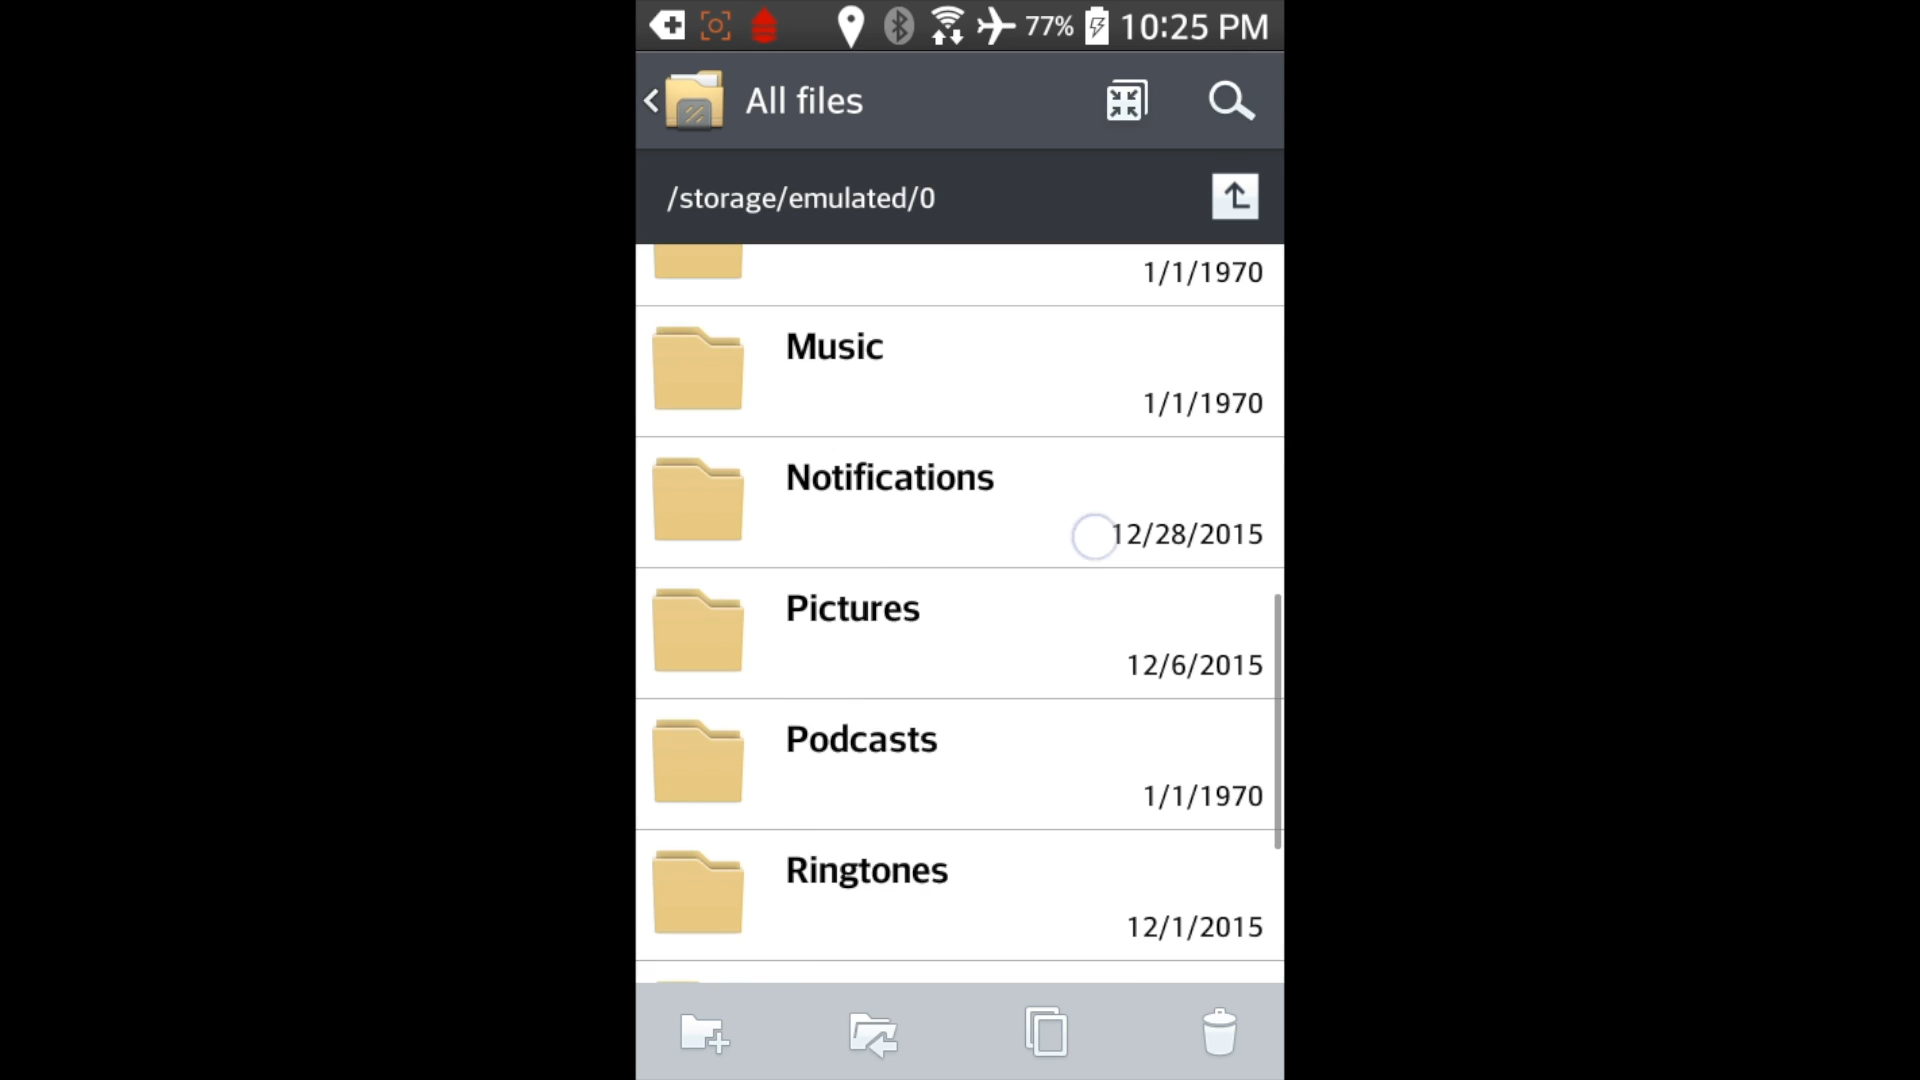 77% 10:25 PM
All files
/storage/emulated/0
1/1/1970
Music
1/1/1970
Notifications
12/28/2015
Pictures
12/6/2015
Podcasts
1/1/1970
Ringtones
12/1/2015